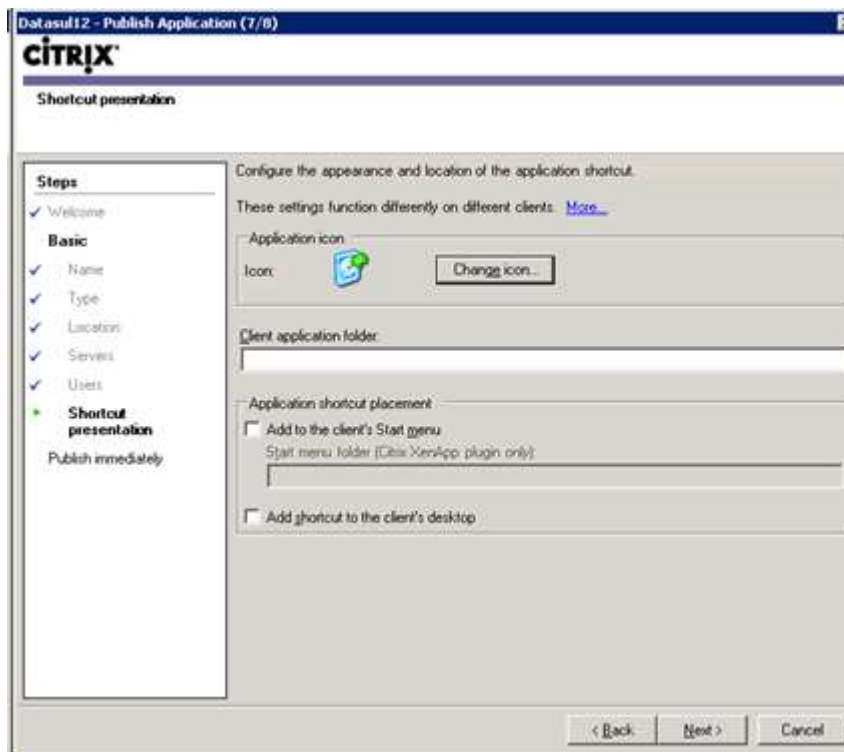 Datasul12 - Publish Application (7/8)
CİTRIX
Shortcut presentation
Steps
Welcome
Basic
Name
Type
Location
Servers
Users
Shortcut
presentation
Publish immediately
Configure the appearance and location of the application shortcut.
These settings function differently on different clients. More...
Application icon
Icon:
Change icon...
Client application folder:
Application shortcut placement
Add to the client's Start menu
Start menu folder (Citrix XenApp plugin only):
Add shortcut to the client's desktop
< Back
Next >
Cancel